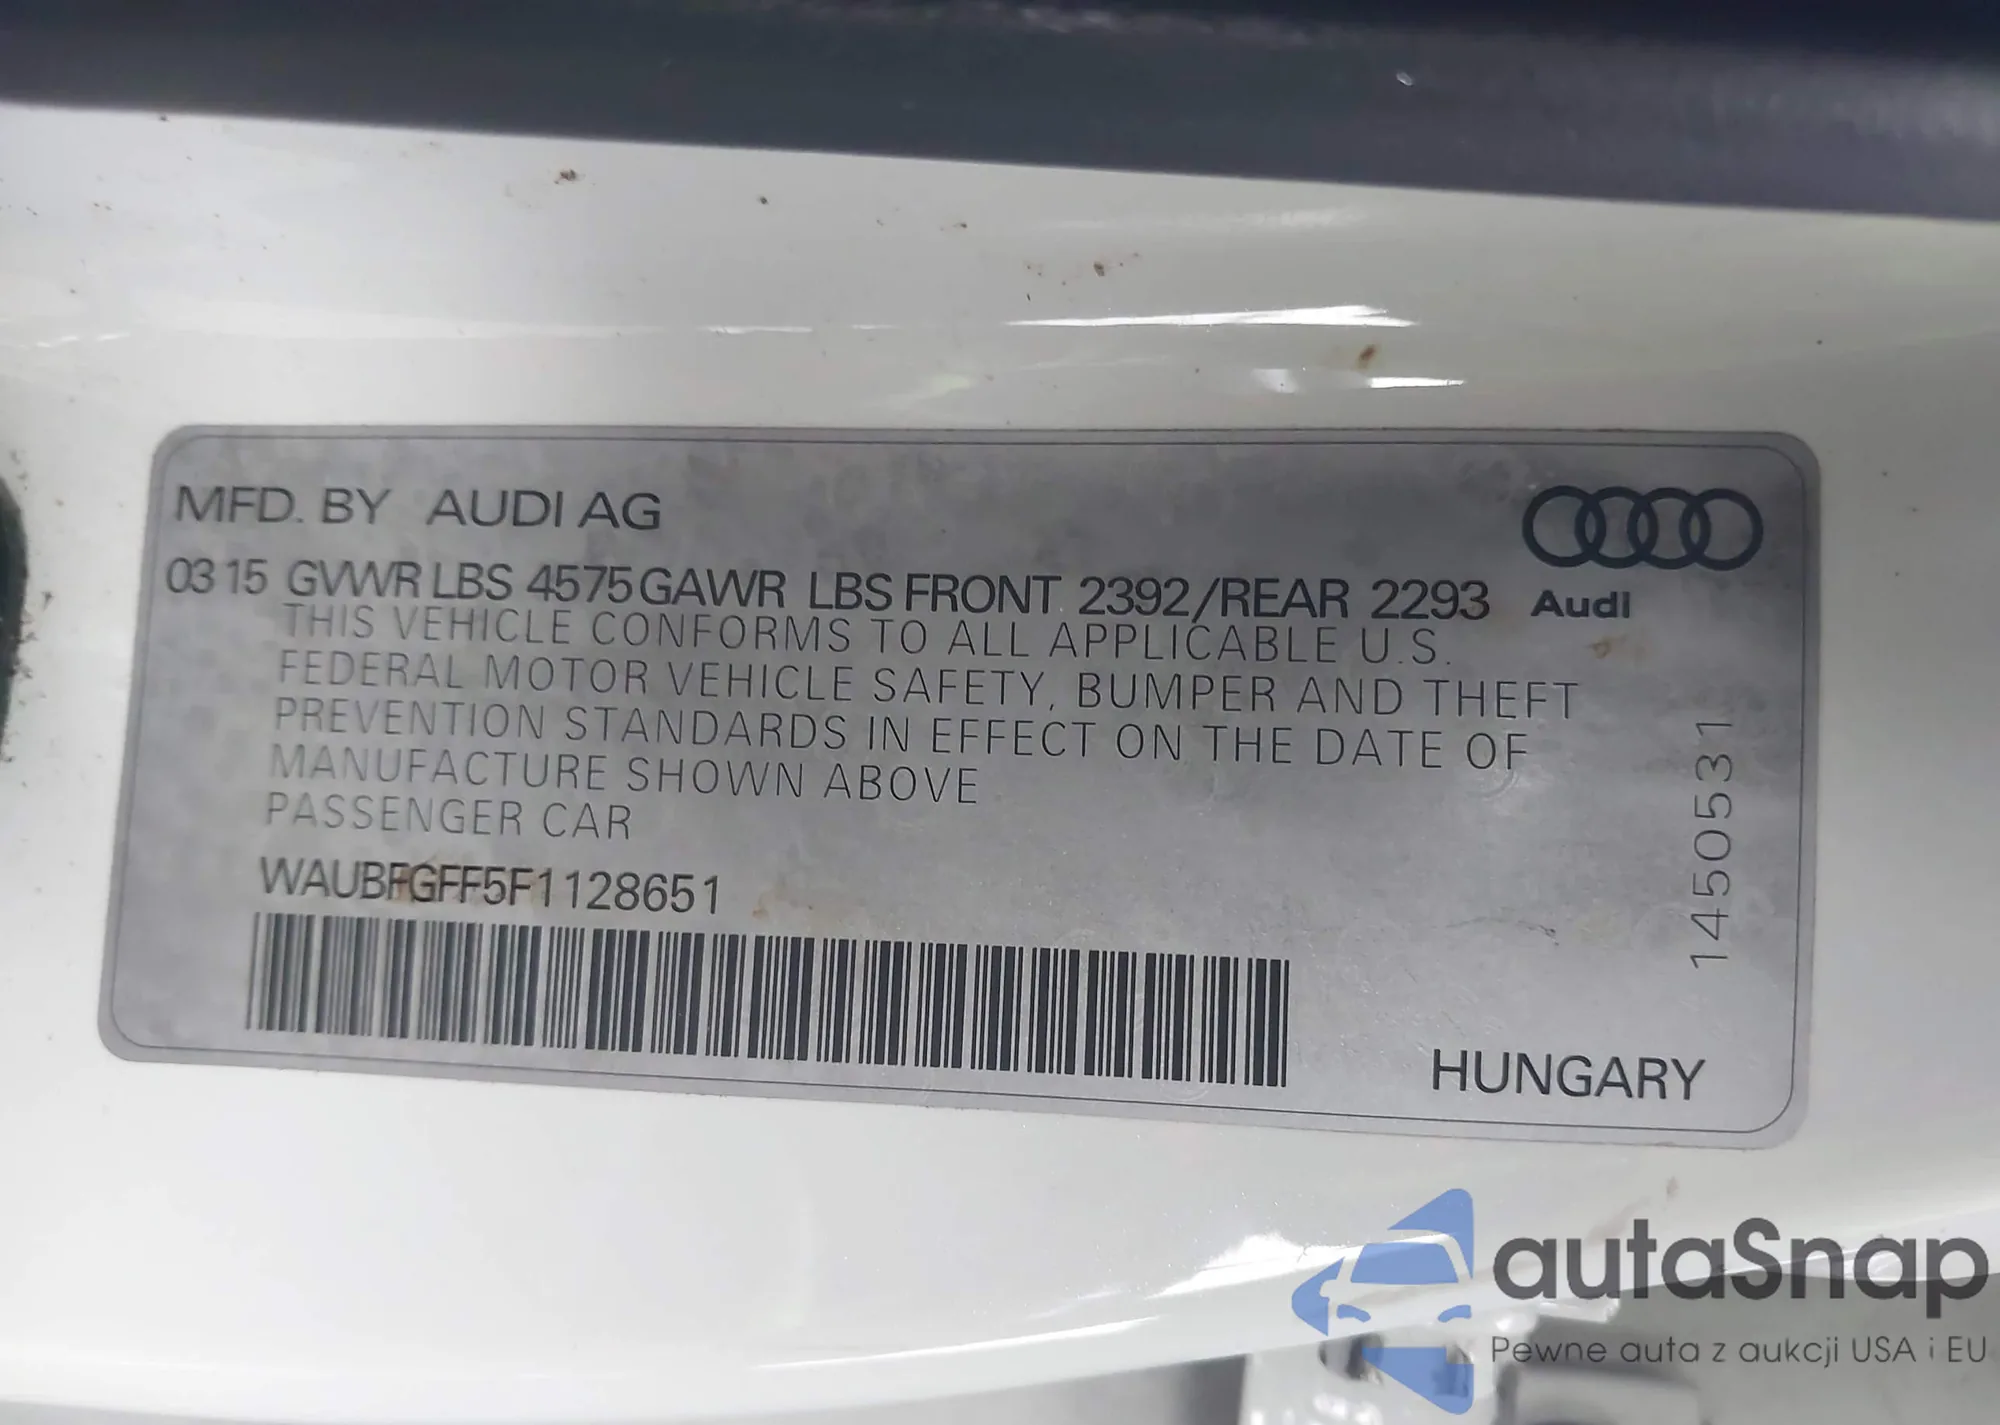 MFD. BY AUDI AG
03 15 GVWR LBS 4575 GAWR LBS FRONT 2392/REAR 2293
Audi
THIS VEHICLE CONFORMS TO ALL APPLICABLE U.S.
FEDERAL MOTOR VEHICLE SAFETY, BUMPER AND THEFT
PREVENTION STANDARDS IN EFFECT ON THE DATE OF
MANUFACTURE SHOWN ABOVE
PASSENGER CAR
WAUBFGFF5F1128651
1450531
HUNGARY
autaSnap
Pewne auta z aukcji USA i EU